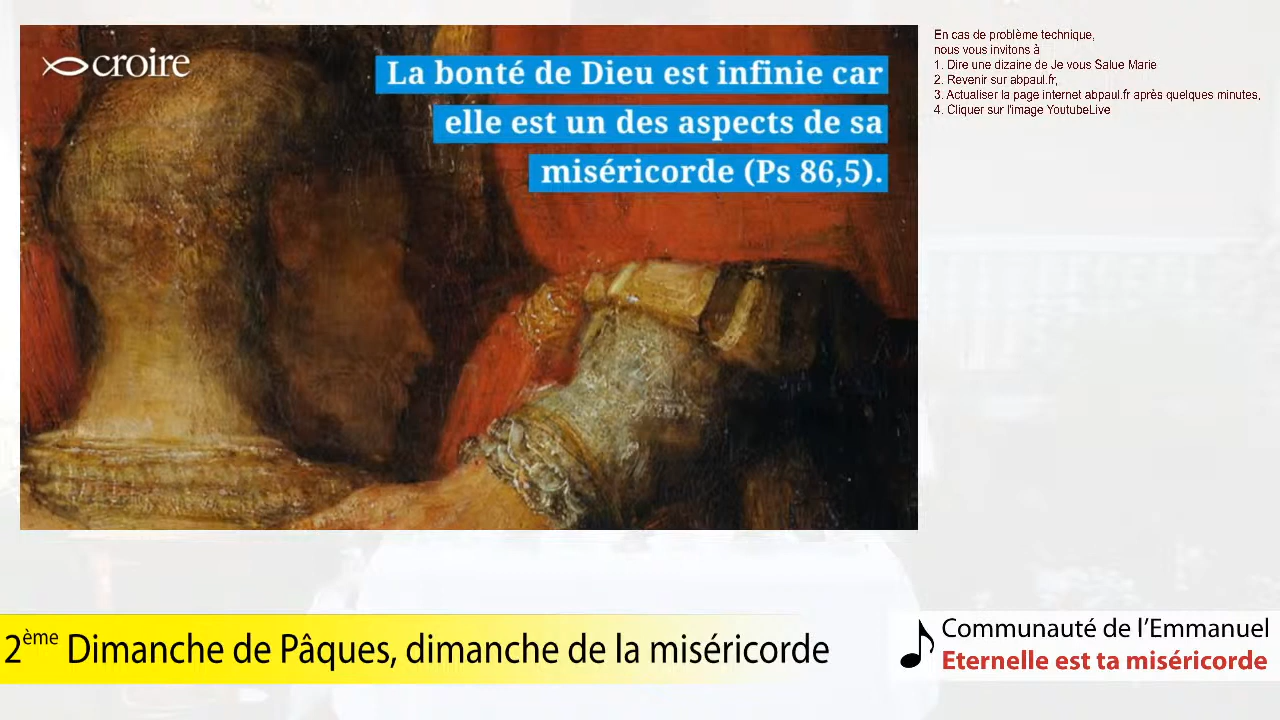 croire
La bonté de Dieu est infinie car
elle est un des aspects de sa
miséricorde (Ps 86,5).
En cas de problème technique,
nous vous invitons à
1. Dire une dizaine de Je vous Salue Marie
2. Revenir sur abpaul.fr,
3. Actualiser la page internet abpaul.fr après quelques minutes,
4. Cliquer sur l'image YoutubeLive
2ème Dimanche de Pâques, dimanche de la miséricorde
Communauté de l'Emmanuel
Eternelle est ta miséricorde